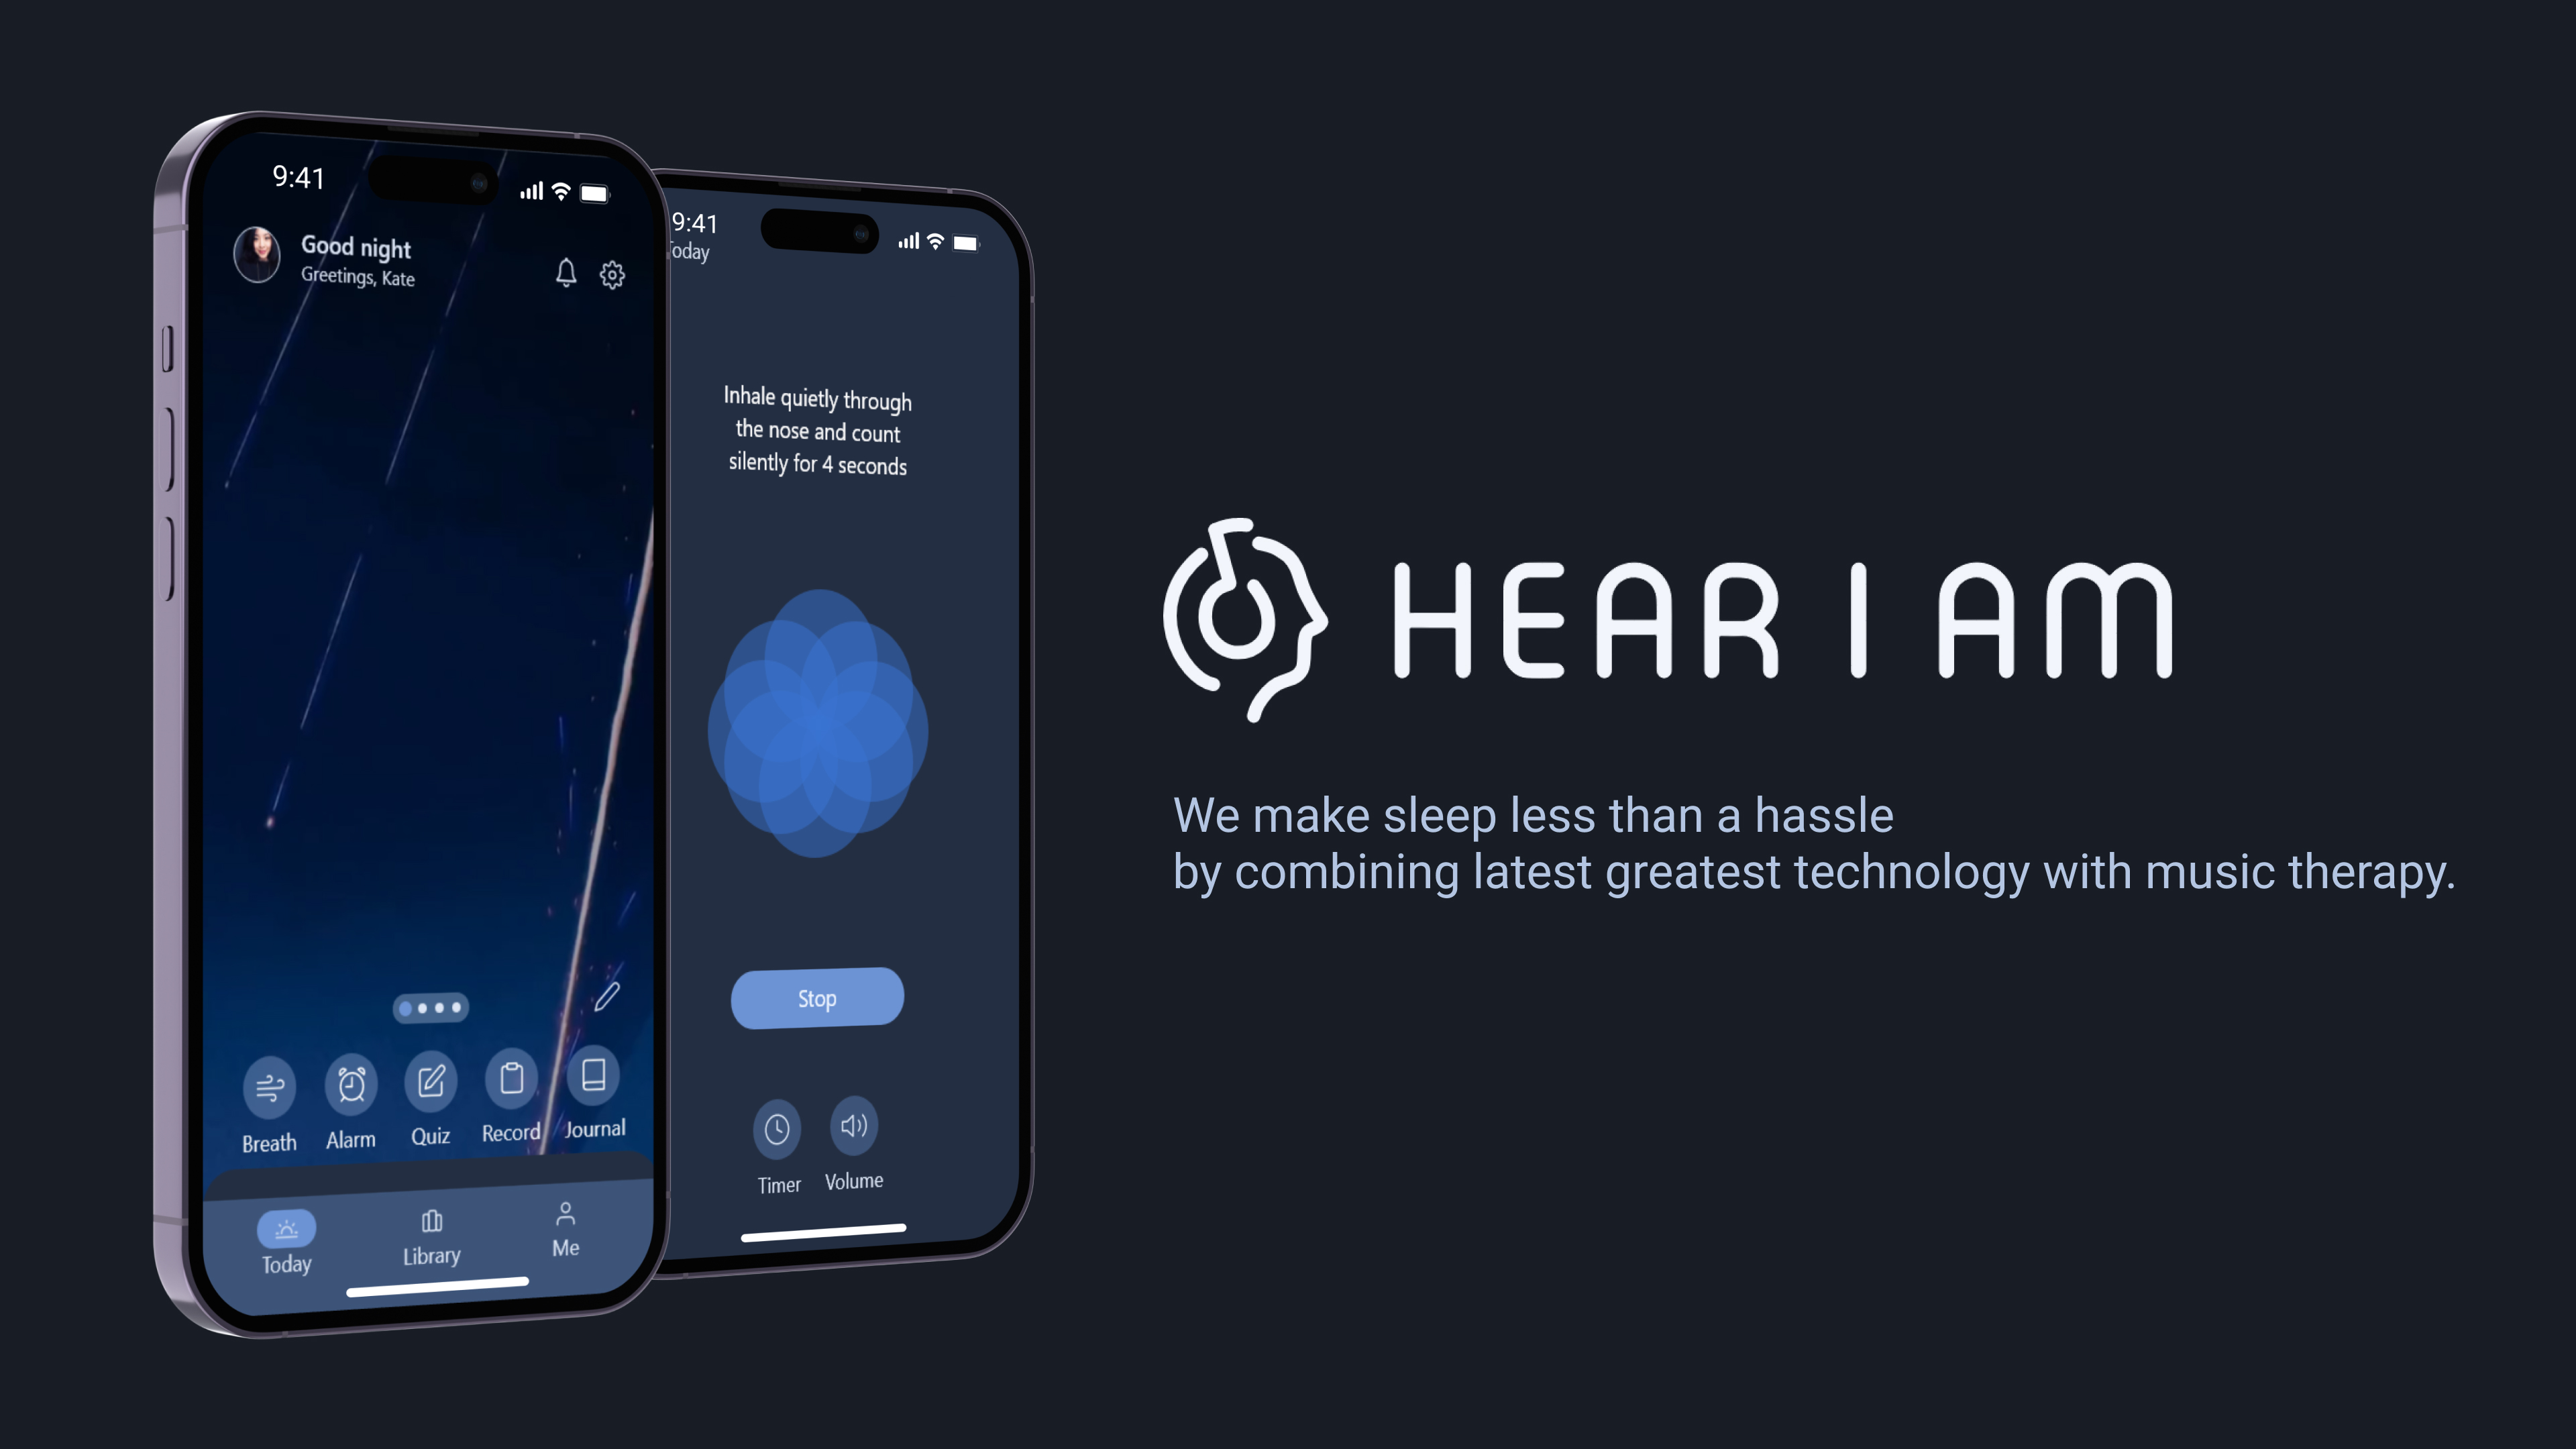 9:41
Good night
Greetings, Kate
Breath
Alarm
Quiz
Record
Journal
Today
Library
Me
9:41
Today
Inhale quietly through
the nose and count
silently for 4 seconds
Stop
Timer
Volume
HEAR I AM
We make sleep less than a hassle
by combining latest greatest technology with music therapy.